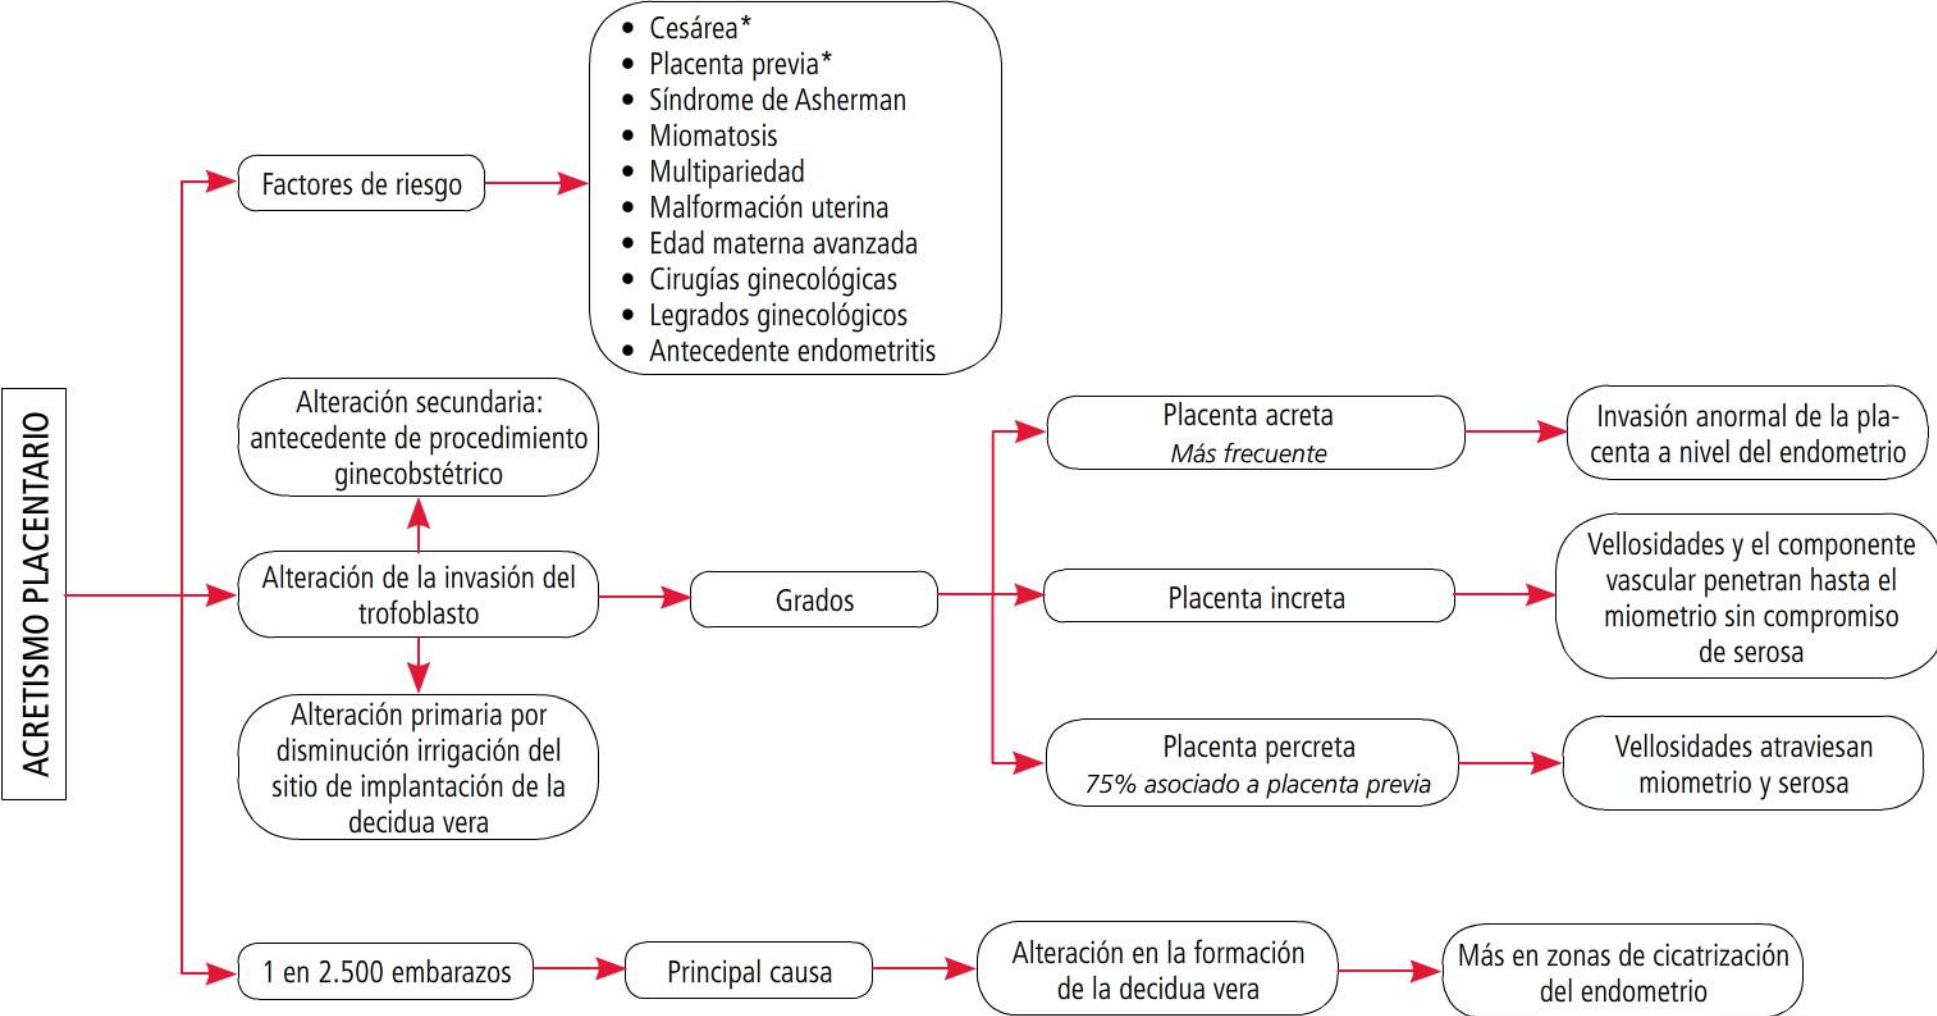 ACRETISMO PLACENTARIO
Factores de riesgo
• Cesárea*
• Placenta previa*
• Síndrome de Asherman
• Miomatosis
• Multipariedad
• Malformación uterina
• Edad materna avanzada
• Cirugías ginecológicas
• Legrados ginecológicos
• Antecedente endometritis
Alteración secundaria:
antecedente de procedimiento
ginecobstétrico
Alteración de la invasión del
trofoblasto
Alteración primaria por
disminución irrigación del
sitio de implantación de la
decidua vera
Grados
Placenta acreta
Más frecuente
Invasión anormal de la pla-
centa a nivel del endometrio
Placenta increta
Vellosidades y el componente
vascular penetran hasta el
miometrio sin compromiso
de serosa
Placenta percreta
75% asociado a placenta previa
Vellosidades atraviesan
miometrio y serosa
1 en 2.500 embarazos
Principal causa
Alteración en la formación
de la decidua vera
Más en zonas de cicatrización
del endometrio